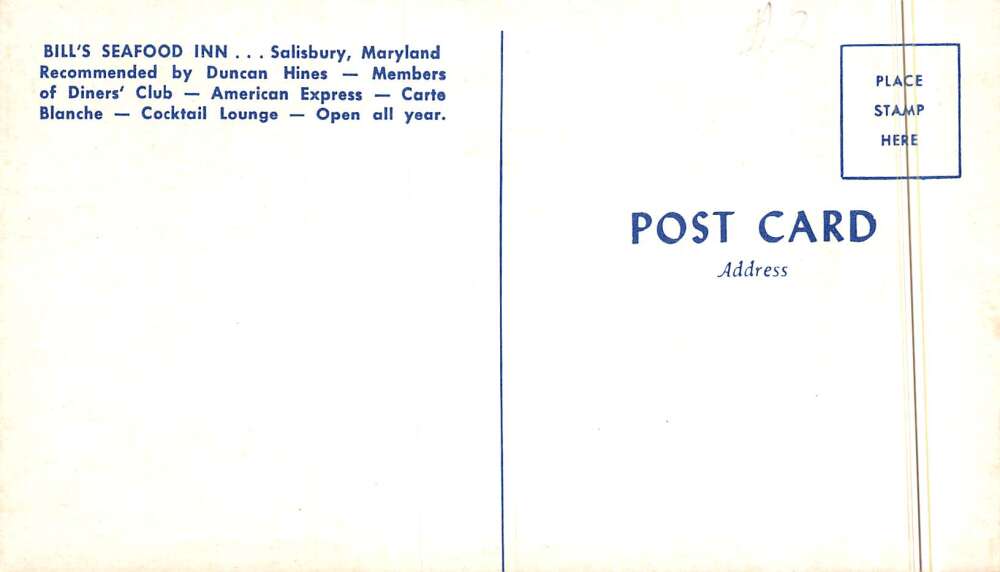 BILL'S SEAFOOD INN . . . Salisbury, Maryland
Recommended by Duncan Hines — Members
of Diners' Club — American Express — Carte
Blanche — Cocktail Lounge — Open all year.
PLACE
STAMP
HERE
POST CARD
Address